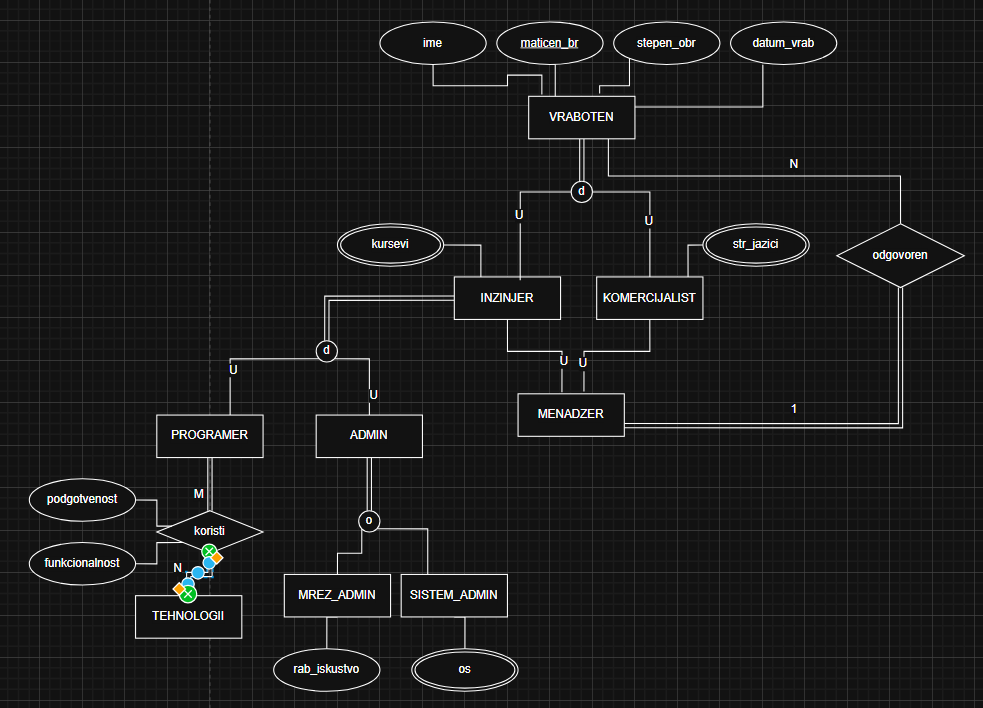 ime
maticen_br
stepen_obr
datum_vrab
VRABOTEN
N
d
U
U
kursevi
str_jazici
odgovoren
INZINJER
KOMERCIJALIST
d
U
U
U
U
MENADZER
1
PROGRAMER
ADMIN
M
podgotvenost
koristi
o
funkcionalnost
N
TEHNOLOGII
MREZ_ADMIN
SISTEM_ADMIN
rab_iskustvo
os